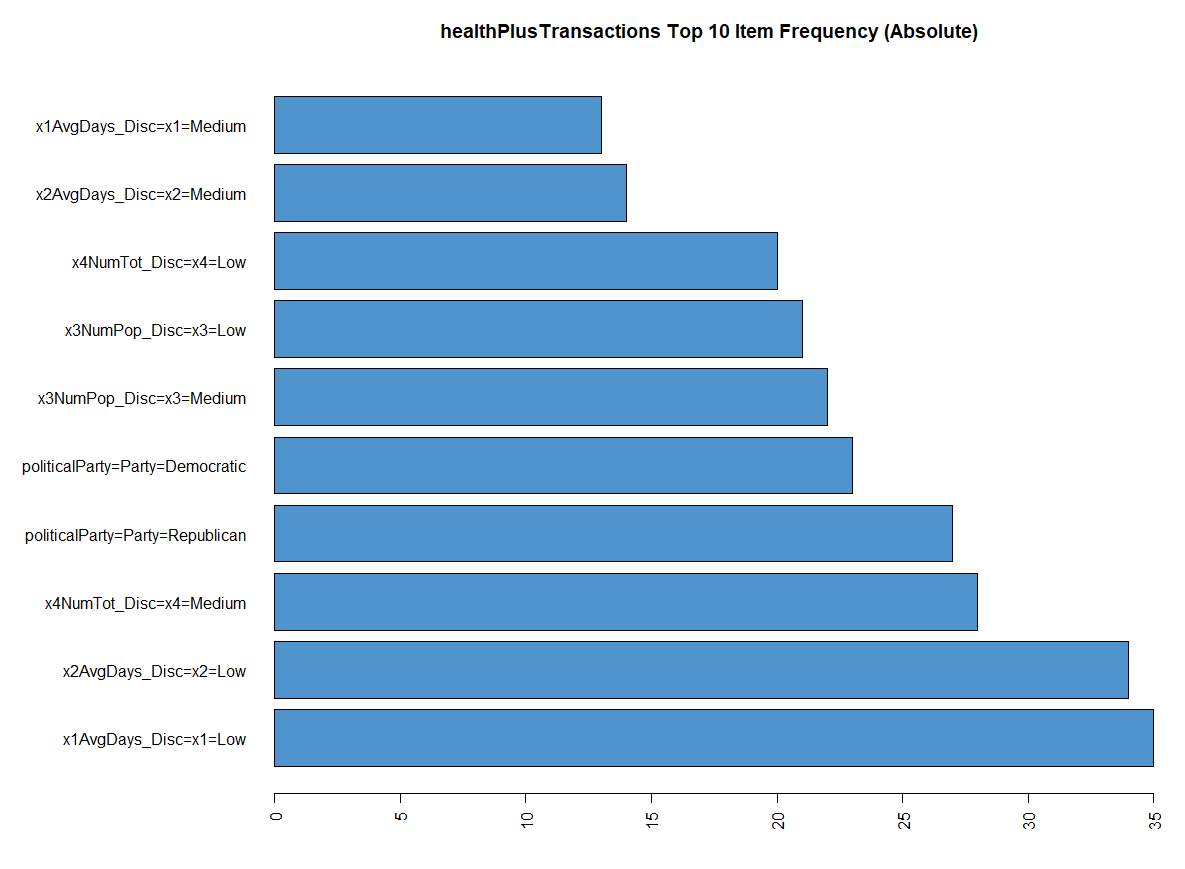 healthPlusTransactions Top 10 Item Frequency (Absolute)
x1AvgDays_Disc=x1=Medium
x2AvgDays_Disc=x2=Medium
x4NumTot_Disc=x4=Low
x3NumPop_Disc=x3=Low
x3NumPop_Disc=x3=Medium
politicalParty=Party=Democratic
politicalParty=Party=Republican
x4NumTot_Disc=x4=Medium
x2AvgDays_Disc=x2=Low
x1AvgDays_Disc=x1=Low
0 5 10 15 20 25 30 35